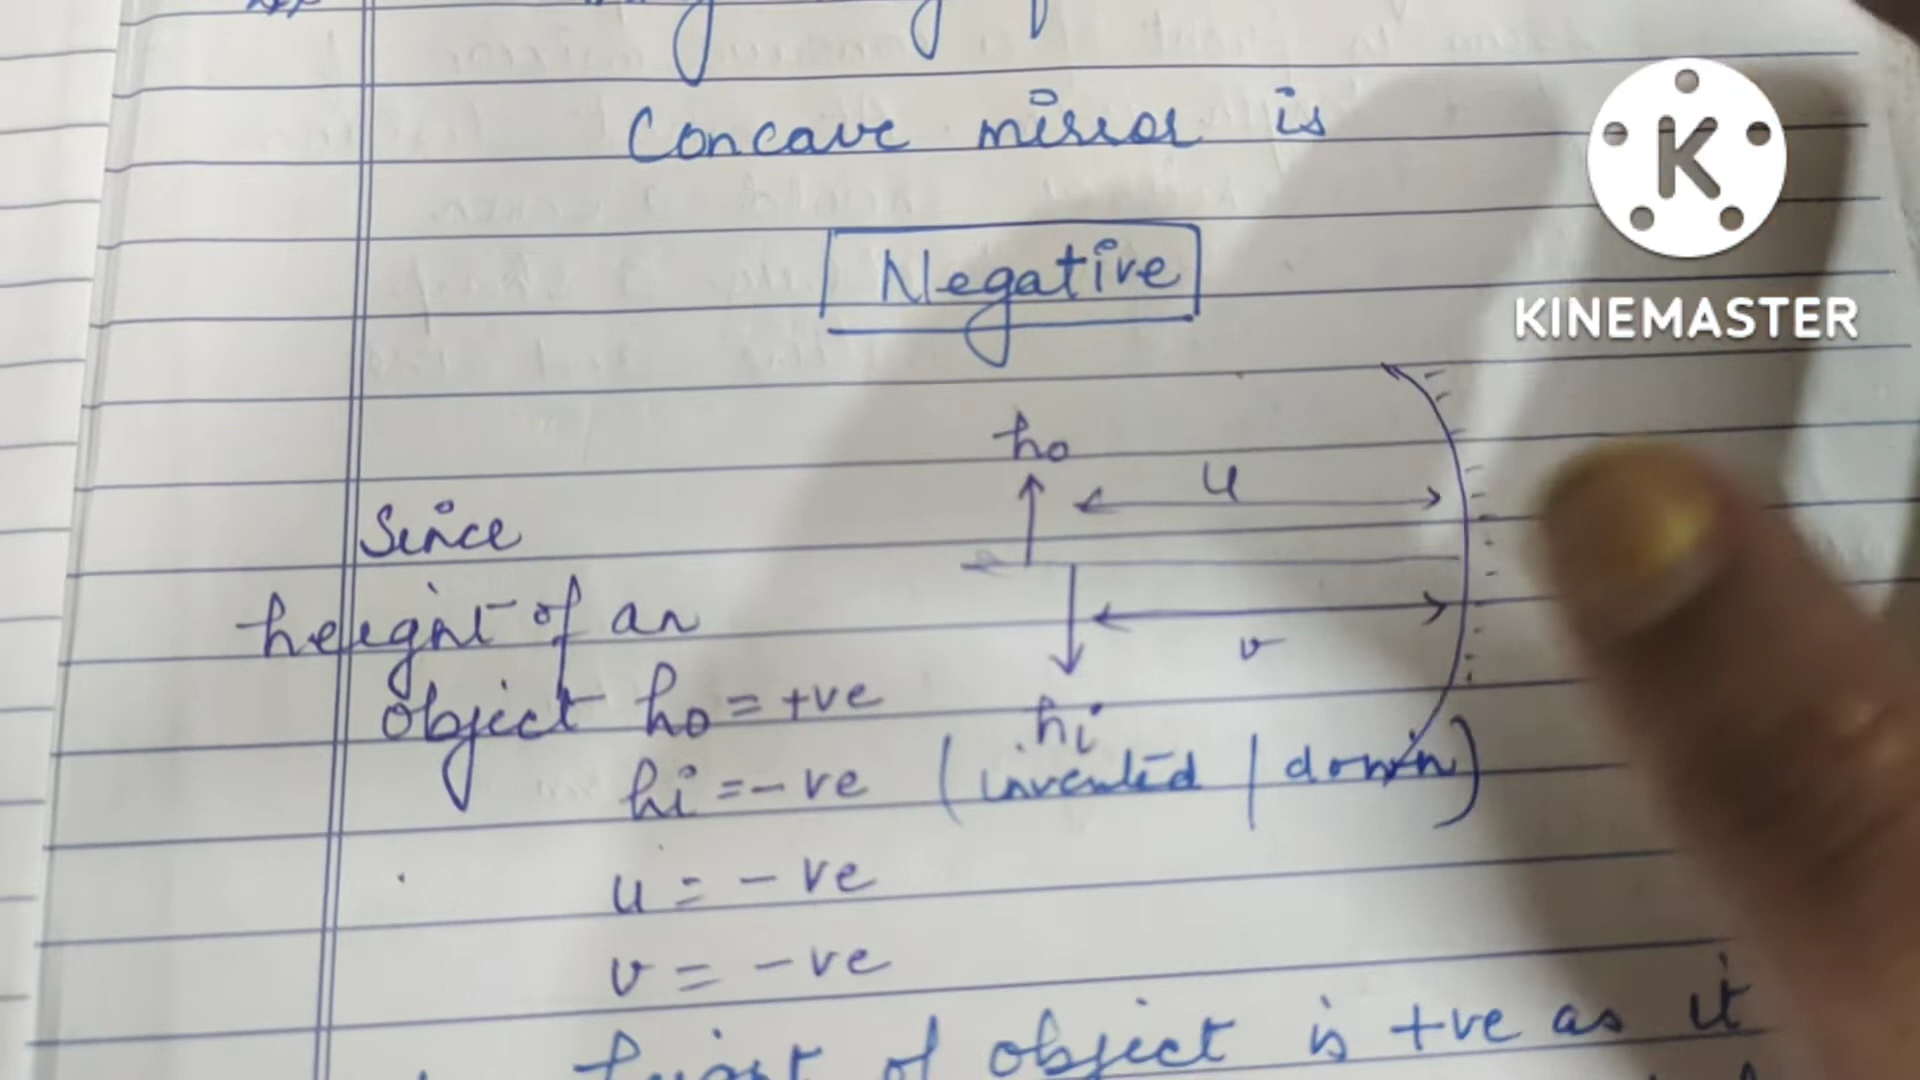 Concave mirror is
Negative
KINEMASTER
ho
u
Since
height of an
v
object ho = +ve
hi
hi = -ve (inverted / down)
u = - ve
v = - ve
height of object is +ve as it